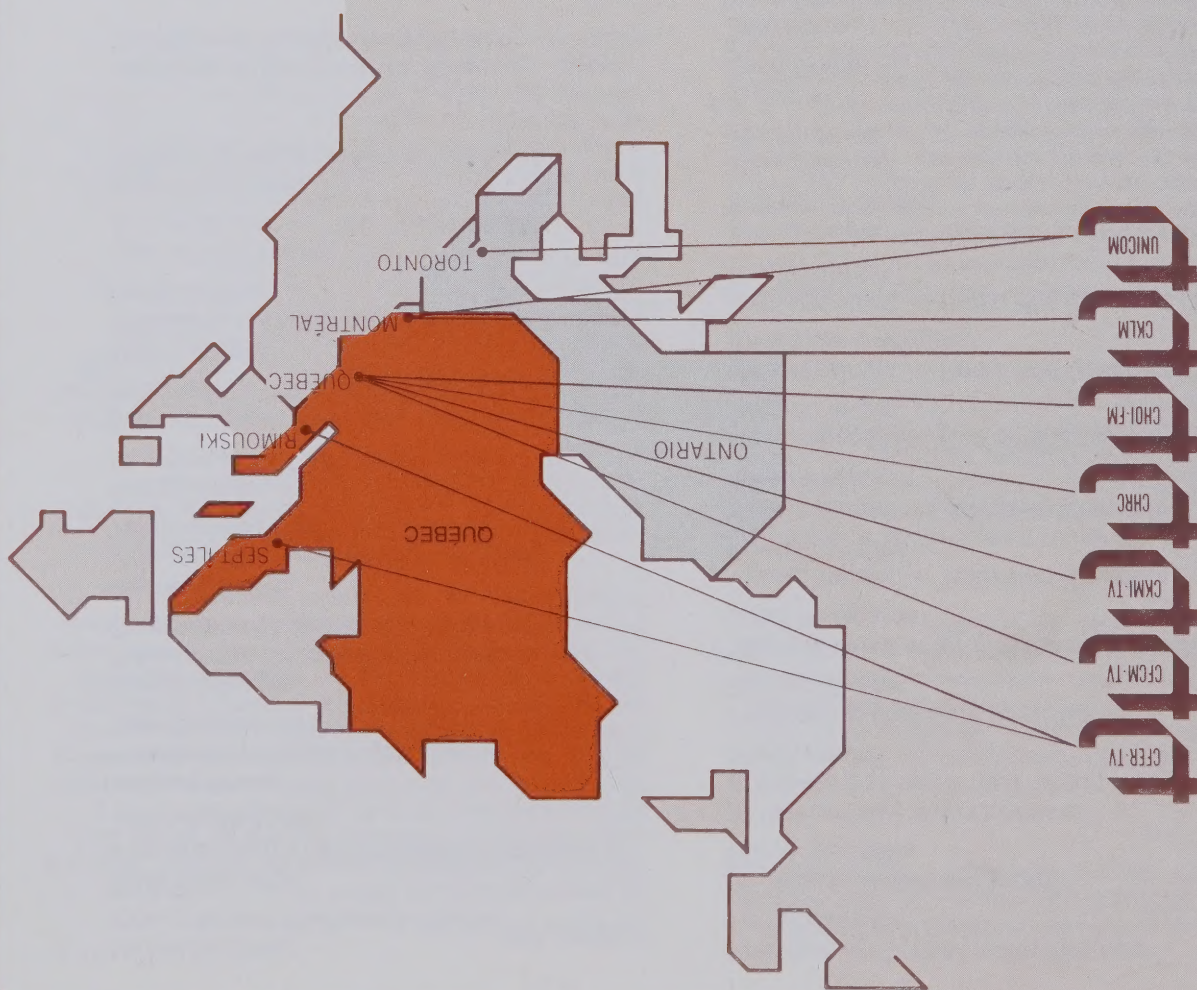 CFER-TV
CFCM-TV
CKMI-TV
CHRC
CHOI-FM
CKLM
UNICOM
SEPT-ÎLES
QUÉBEC
ONTARIO
RIMOUSKI
QUÉBEC
MONTRÉAL
TORONTO